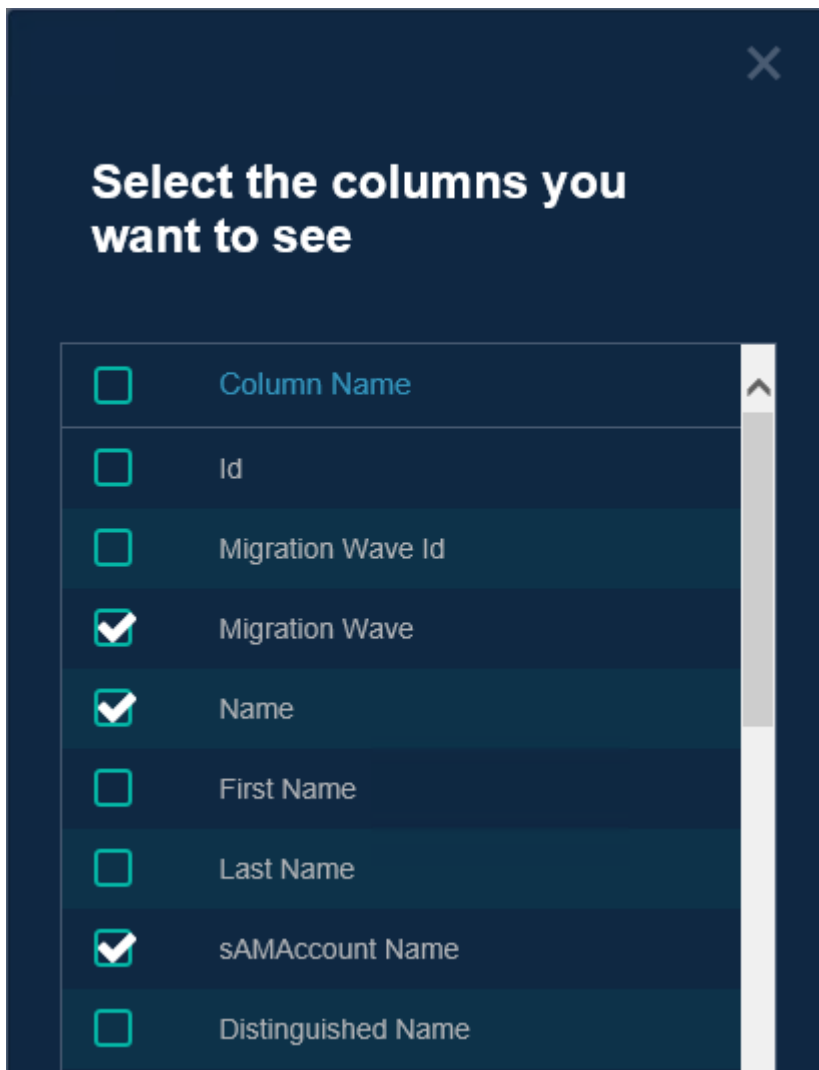 Select the columns you
want to see
Column Name
Id
Migration Wave Id
Migration Wave
Name
First Name
Last Name
sAMAccount Name
Distinguished Name